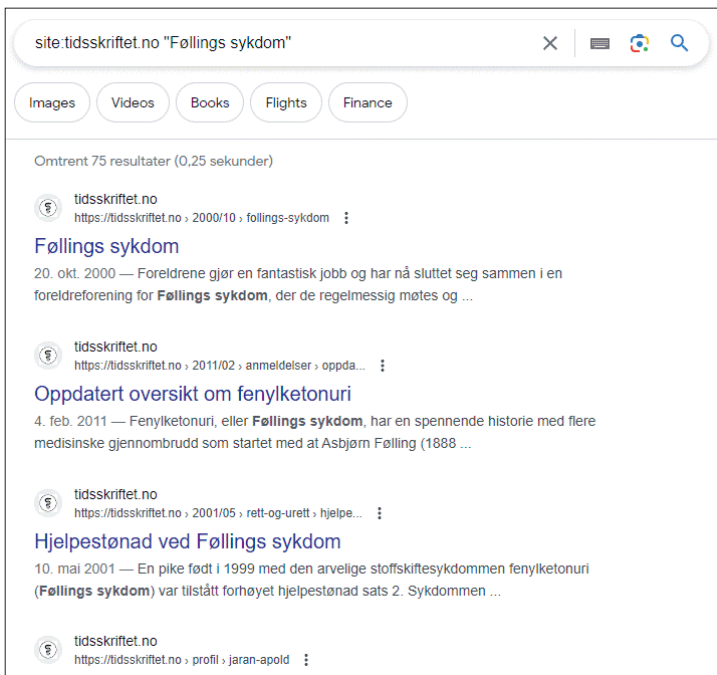 site:tidsskriftet.no "Føllings sykdom"
Images Videos Books Flights Finance
Omtrent 75 resultater (0,25 sekunder)
tidsskriftet.no
https://tidsskriftet.no › 2000/10 › follings-sykdom
Føllings sykdom
20. okt. 2000 — Foreldrene gjør en fantastisk jobb og har nå sluttet seg sammen i en
foreldreforening for Føllings sykdom, der de regelmessig møtes og ...
tidsskriftet.no
https://tidsskriftet.no › 2011/02 › anmeldelser › oppda...
Oppdatert oversikt om fenylketonuri
4. feb. 2011 — Fenylketonuri, eller Føllings sykdom, har en spennende historie med flere
medisinske gjennombrudd som startet med at Asbjørn Følling (1888 ...
tidsskriftet.no
https://tidsskriftet.no › 2001/05 › rett-og-urett › hjelpe...
Hjelpestønad ved Føllings sykdom
10. mai 2001 — En pike født i 1999 med den arvelige stoffskiftesykdommen fenylketonuri
(Føllings sykdom) var tilstått forhøyet hjelpestønad sats 2. Sykdommen ...
tidsskriftet.no
https://tidsskriftet.no › profil › jaran-apold